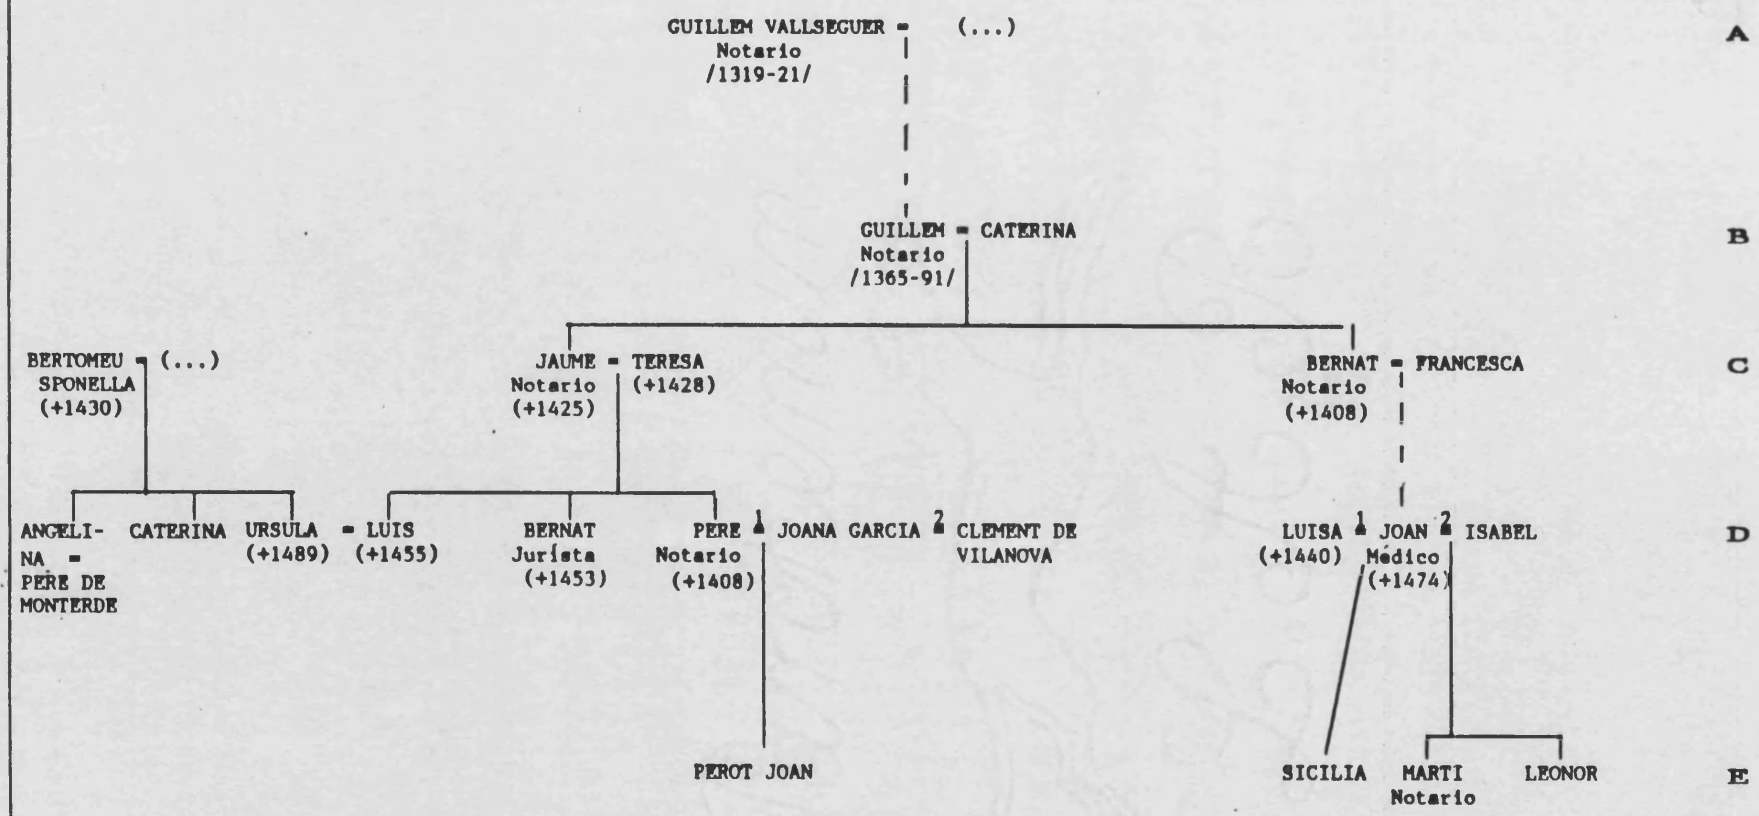 GUILLEM VALLSEGUER = (...) A
Notario
/1319-21/
GUILLEM = CATERINA B
Notario
/1365-91/
BERTOMEU = (...) JAUME = TERESA BERNAT = FRANCESCA C
SPONELLA Notario (+1428) Notario
(+1430) (+1425) (+1408)
ANGELI- CATERINA URSULA = LUIS BERNAT PERE 1= JOANA GARCIA 2= CLEMENT DE LUISA 1= JOAN 2= ISABEL D
NA = (+1489) (+1455) Jurísta Notario VILANOVA (+1440) Médico
PERE DE (+1453) (+1408) (+1474)
MONTERDE
PEROT JOAN SICILIA MARTI LEONOR E
Notario